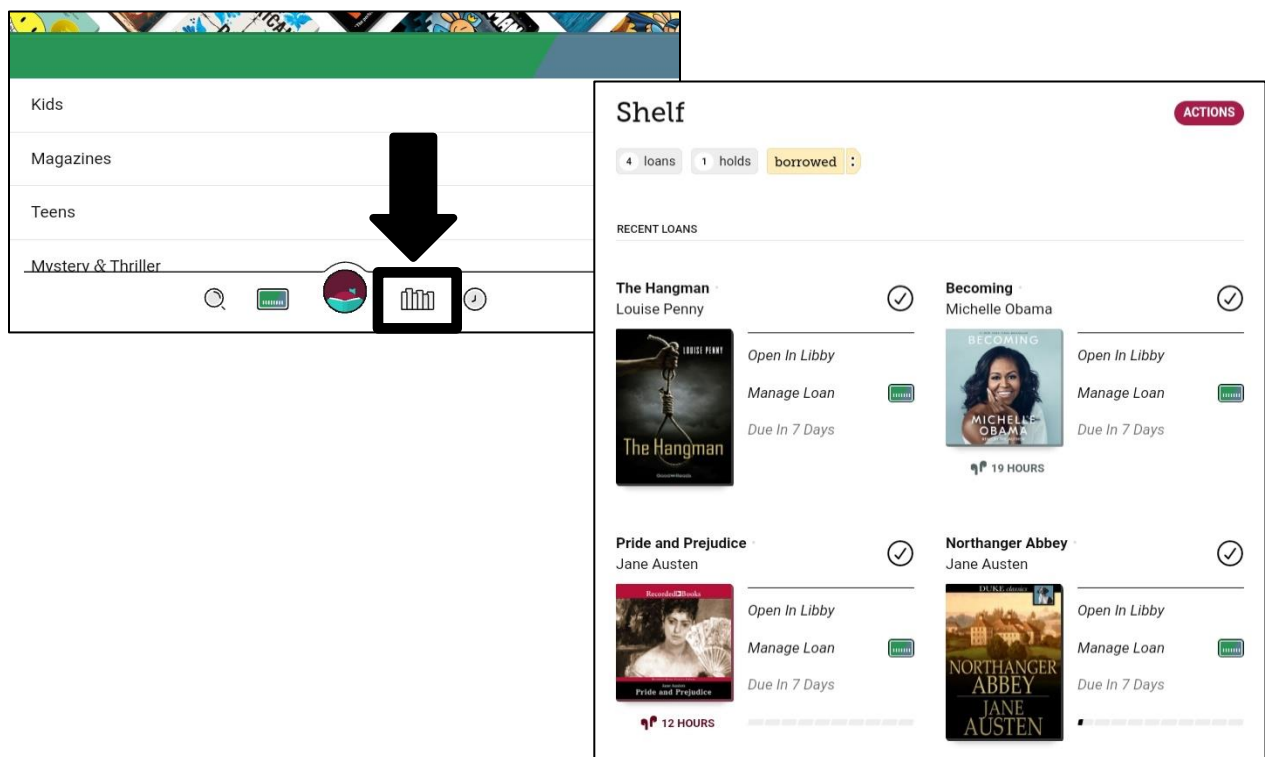 Kids
Magazines
Teens
Mystery & Thriller
Shelf
ACTIONS
4 loans
1 holds
borrowed :
RECENT LOANS
The Hangman
Louise Penny
LOUISE PENNY
The Hangman
Open In Libby
Manage Loan
Due In 7 Days
Becoming
Michelle Obama
BECOMING
MICHELLE
OBAMA
Open In Libby
Manage Loan
Due In 7 Days
19 HOURS
Pride and Prejudice
Jane Austen
Recorded Books
Pride and Prejudice
Open In Libby
Manage Loan
Due In 7 Days
12 HOURS
Northanger Abbey
Jane Austen
DUKE classics
NORTHANGER
ABBEY
JANE
AUSTEN
Open In Libby
Manage Loan
Due In 7 Days